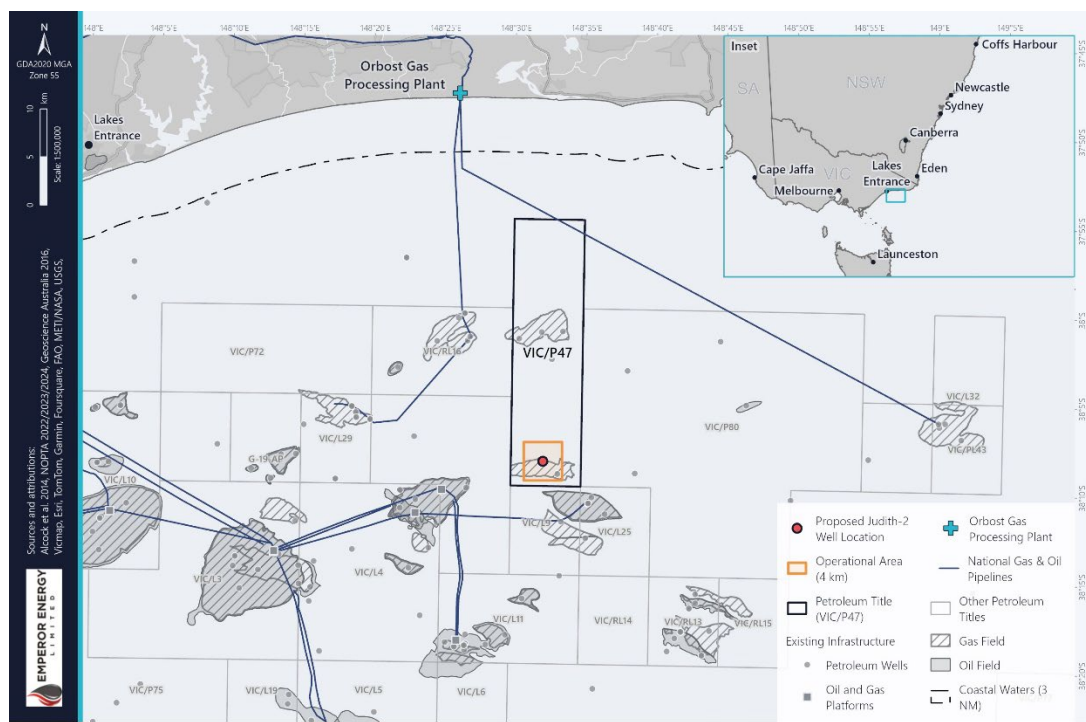 148°5'E
148°10'E
148°15'E
148°20'E
148°25'E
148°30'E
148°35'E
148°40'E
148°45'E
148°50'E
148°55'E
149°E
149°5'E
N
GDA2020 MGA
Zone 55
10
km
5
0
Scale: 1:500,000
Sources and attributions:
Alcock et al. 2014, NOPTA 2022/2023/2024, Geoscience Australia 2016,
Vicmap, Esri, TomTom, Garmin, Foursquare, FAO, METI/NASA, USGS,
EMPEROR ENERGY
LIMITED
Orbost Gas
Processing Plant
Lakes
Entrance
Inset
SA
NSW
VIC
Coffs Harbour
Newcastle
Sydney
Canberra
Eden
Lakes
Entrance
Cape Jaffa
Melbourne
Launceston
37°45'S
37°50'S
37°55'S
38°S
38°5'S
38°10'S
38°15'S
38°20'S
VIC/P72
VIC/P47
VIC/P80
VIC/L32
VIC/PL43
VIC/L29
G-19-AP
VIC/L10
VIC/L9
VIC/L25
VIC/L3
VIC/L4
VIC/L11
VIC/RL14
VIC/RL13
VIC/RL15
VIC/P75
VIC/L19
VIC/L5
VIC/L6
Proposed Judith-2
Well Location
Operational Area
(4 km)
Petroleum Title
(VIC/P47)
Existing Infrastructure
Petroleum Wells
Oil and Gas
Platforms
Orbost Gas
Processing Plant
National Gas & Oil
Pipelines
Other Petroleum
Titles
Gas Field
Oil Field
Coastal Waters (3
NM)